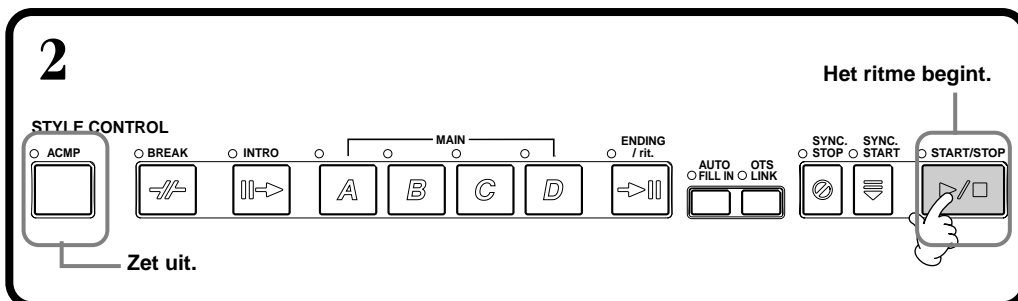 2
Het ritme begint.
STYLE CONTROL
ACMP
BREAK
INTRO
MAIN
A
B
C
D
ENDING
/ rit.
AUTO
FILL IN
OTS
LINK
SYNC.
STOP
SYNC.
START
START/STOP
Zet uit.